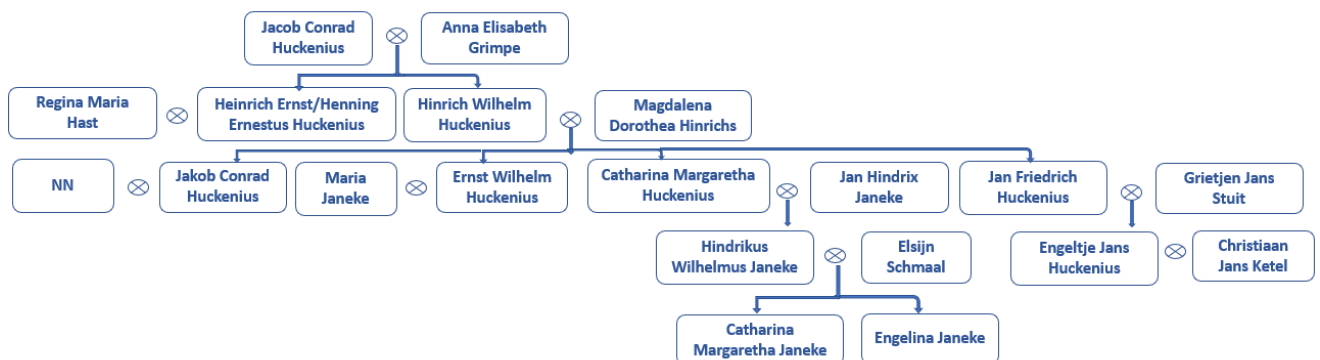 Jacob Conrad
Huckenius
Anna Elisabeth
Grimpe
Regina Maria
Hast
Heinrich Ernst/Henning
Ernestus Huckenius
Hinrich Wilhelm
Huckenius
Magdalena
Dorothea Hinrichs
NN
Jakob Conrad
Huckenius
Maria
Janeke
Ernst Wilhelm
Huckenius
Catharina Margaretha
Huckenius
Jan Hindrix
Janeke
Jan Friedrich
Huckenius
Grietjen Jans
Stuit
Hindrikus
Wilhelmus Janeke
Elsijn
Schmaal
Engeltje Jans
Huckenius
Christiaan
Jans Ketel
Catharina
Margaretha Janeke
Engelina Janeke